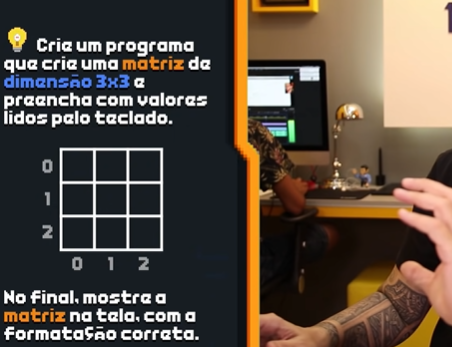 Crie um programa
que crie uma matriz de
dimensão 3x3 e
preencha com valores
lidos pelo teclado.
0
1
2
0 1 2
No final, mostre a
matriz na tela, com a
formatação correta.